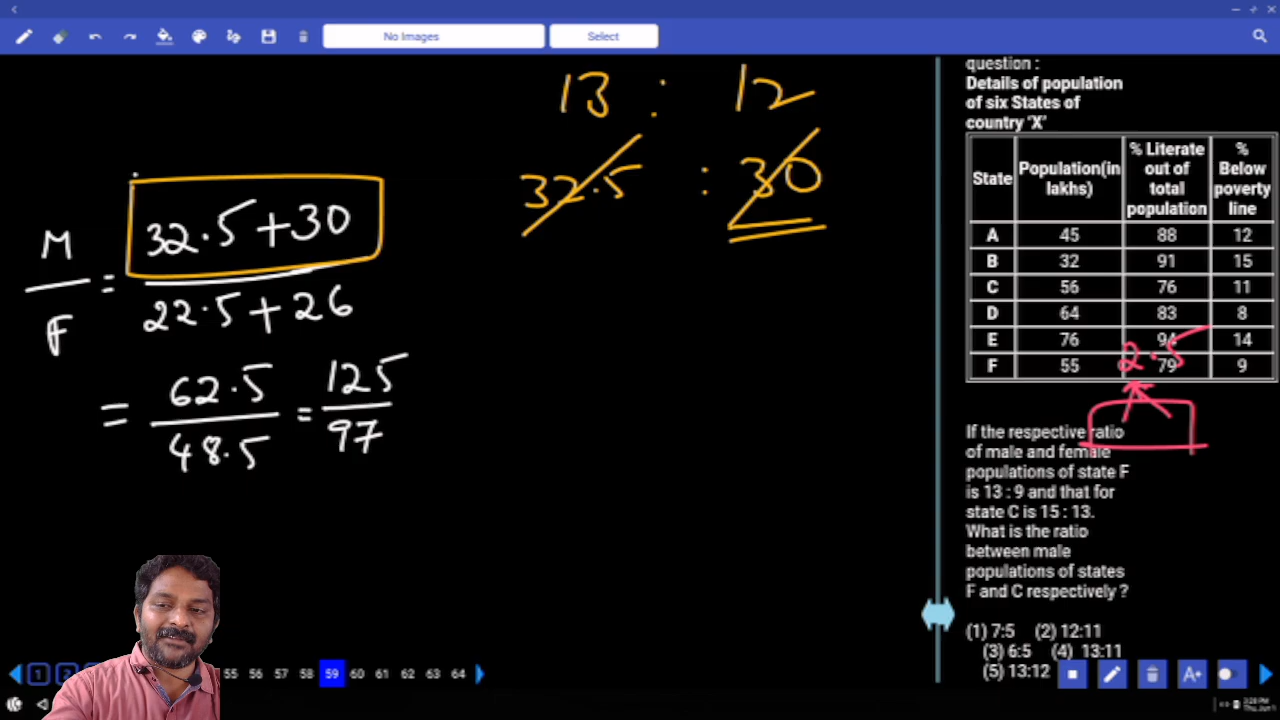 No Images
Select
13 : 12
32.5 : 30
M/F = 32.5+30 / 22.5+26
= 62.5/48.5 = 125/97
question :
Details of population
of six States of
country ‘X’
State Population(in lakhs) % Literate out of total population % Below poverty line
A 45 88 12
B 32 91 15
C 56 76 11
D 64 83 8
E 76 94 14
F 55 79 9
2.5
If the respective ratio
of male and female
populations of state F
is 13 : 9 and that for
state C is 15 : 13.
What is the ratio
between male
populations of states
F and C respectively ?
(1) 7:5 (2) 12:11
(3) 6:5 (4) 13:11
(5) 13:12
1 2 55 56 57 58 59 60 61 62 63 64
A+